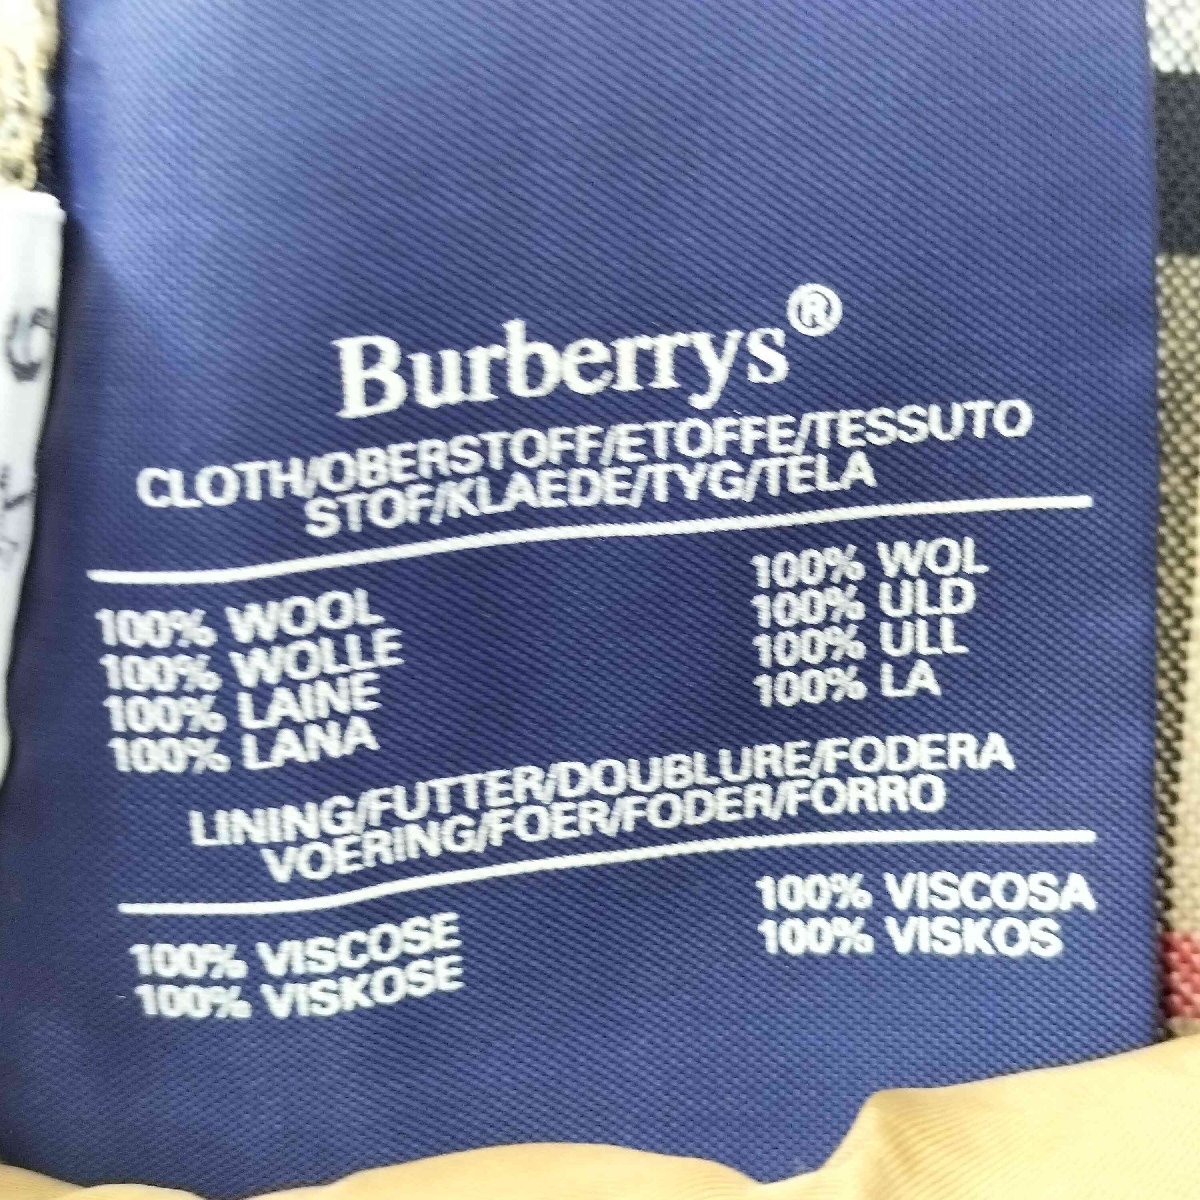 Burberrys®
CLOTH/OBERSTOFF/ETOFFE/TESSUTO
STOF/KLAEDE/TYG/TELA
100% WOOL
100% WOLLE
100% LAINE
100% LANA
100% WOL
100% ULD
100% ULL
100% LA
LINING/FUTTER/DOUBLURE/FODERA
VOERING/FOER/FODER/FORRO
100% VISCOSE
100% VISKOSE
100% VISCOSA
100% VISKOS